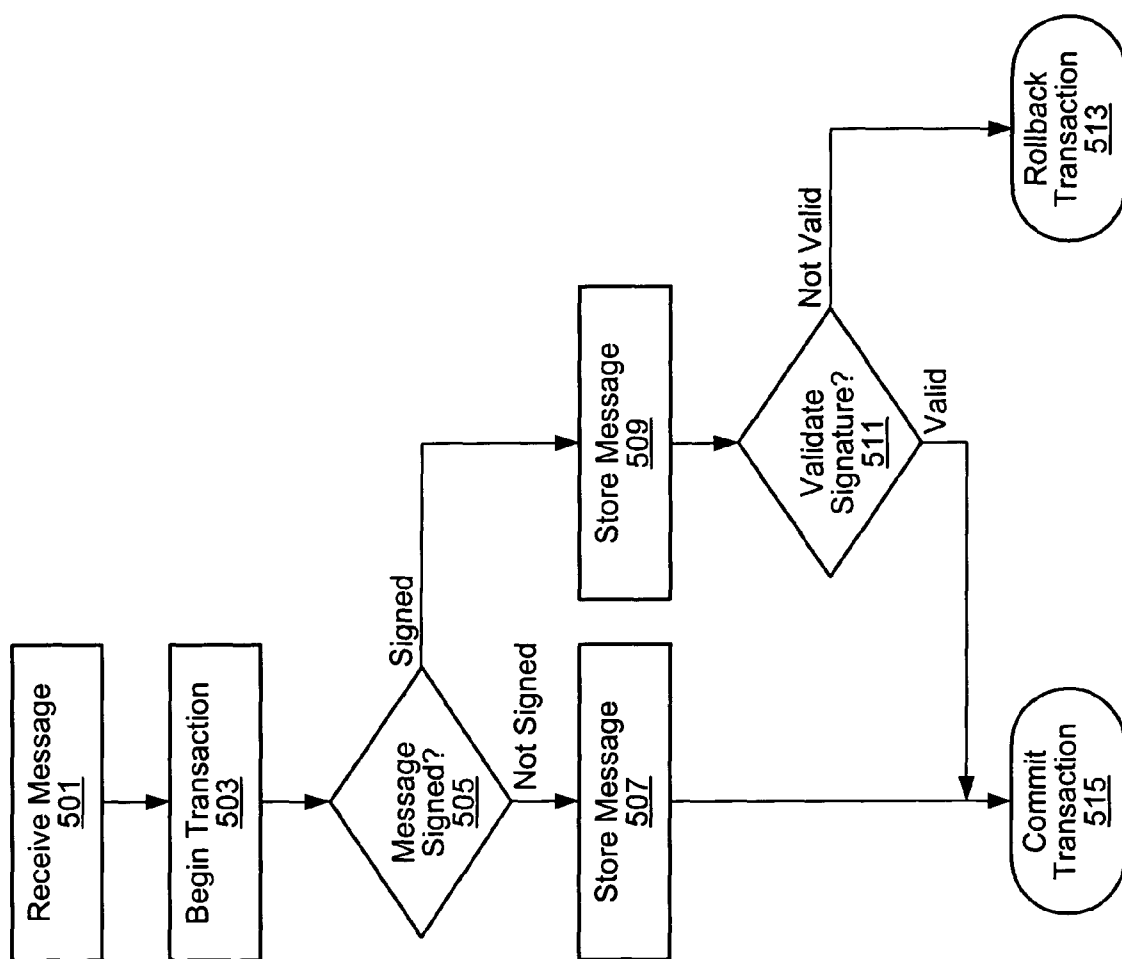 Receive Message
501
Begin Transaction
503
Message
Signed?
505
Signed
Not Signed
Store Message
507
Store Message
509
Validate
Signature?
511
Not Valid
Valid
Rollback
Transaction
513
Commit
Transaction
515